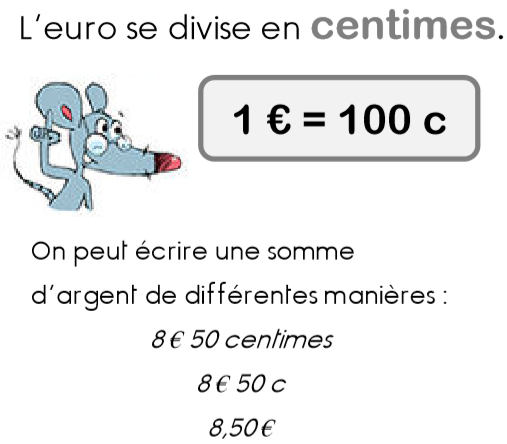 L'euro se divise en centimes.
1 € = 100 c
On peut écrire une somme
d'argent de différentes manières :
8 € 50 centimes
8 € 50 c
8,50 €